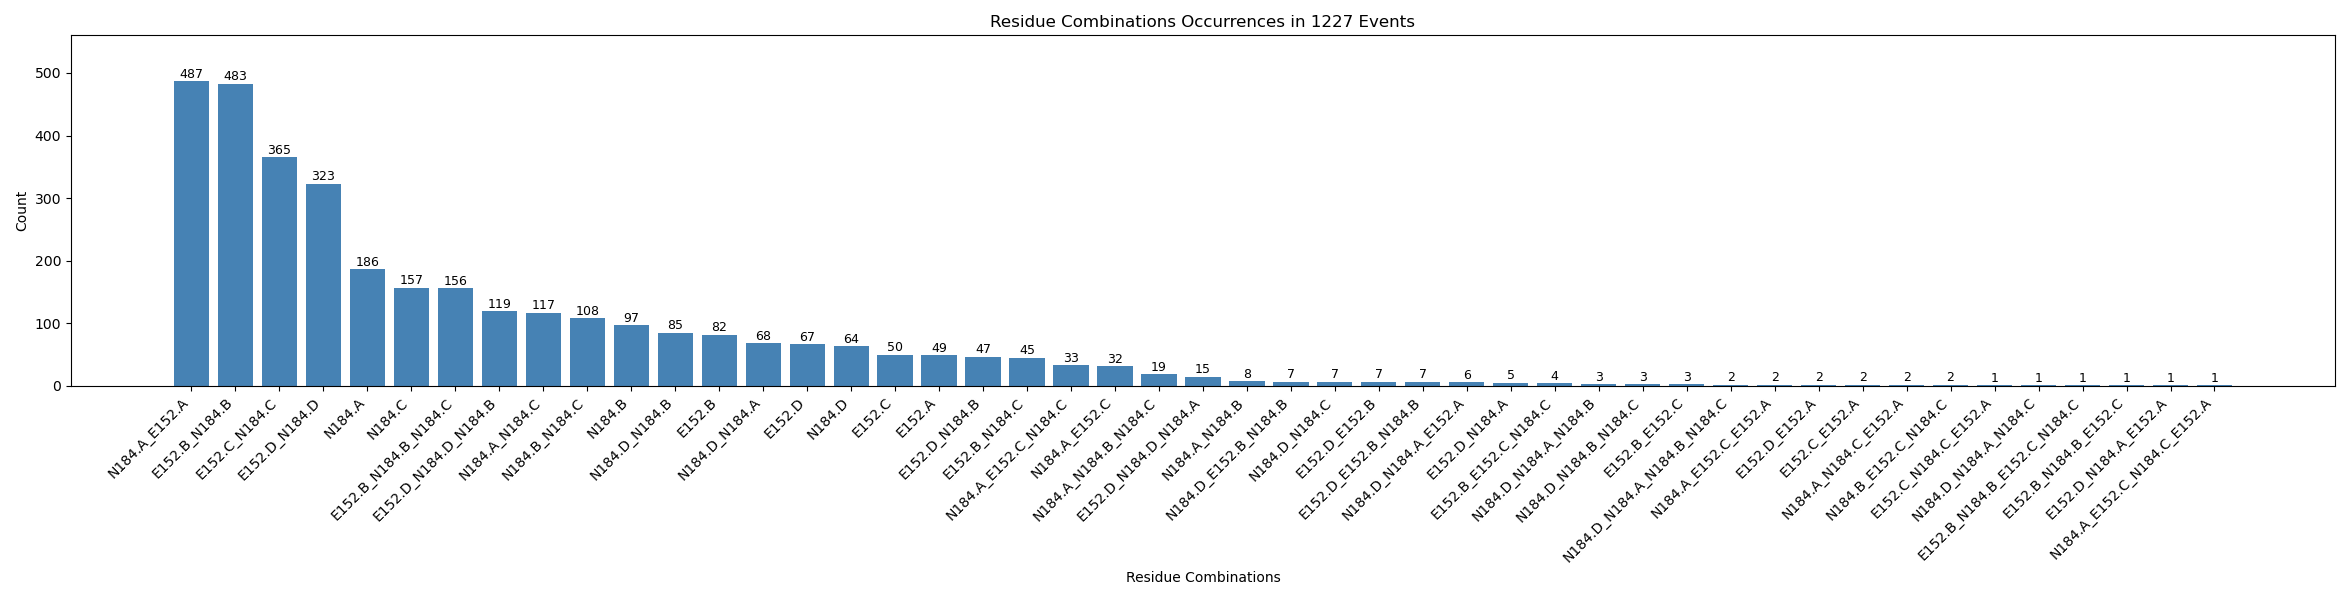 Residue Combinations Occurrences in 1227 Events
Count
500
400
300
200
100
0
487
483
365
323
186
157
156
119
117
108
97
85
82
68
67
64
50
49
47
45
33
32
19
15
8
7
7
7
7
6
5
4
3
3
3
2
2
2
2
2
2
1
1
1
1
1
1
N184.A_E152.A
E152.B_N184.B
E152.C_N184.C
E152.D_N184.D
N184.A
N184.C
E152.B_N184.B_N184.C
E152.D_N184.D_N184.B
N184.A_N184.C
N184.B_N184.C
N184.B
N184.D_N184.B
E152.B
N184.D_N184.A
E152.D
N184.D
E152.C
E152.A
E152.D_N184.B
E152.B_N184.C
N184.A_E152.C_N184.C
N184.A_E152.C
N184.A_N184.B_N184.C
E152.D_N184.D_N184.A
N184.A_N184.B
N184.D_E152.B_N184.B
N184.D_N184.C
E152.D_E152.B
E152.D_E152.B_N184.B
N184.D_N184.A_E152.A
E152.D_N184.A
E152.B_E152.C_N184.C
N184.D_N184.A_N184.B
N184.D_N184.B_N184.C
E152.B_E152.C
N184.D_N184.A_N184.B_N184.C
N184.A_E152.C_E152.A
E152.D_E152.A
E152.C_E152.A
N184.A_N184.C_E152.A
N184.B_E152.C_N184.C
E152.C_N184.C_E152.A
N184.D_N184.A_N184.C
E152.B_N184.B_E152.C_N184.C
E152.B_N184.B_E152.C
E152.D_N184.A_E152.A
N184.A_E152.C_N184.C_E152.A
Residue Combinations